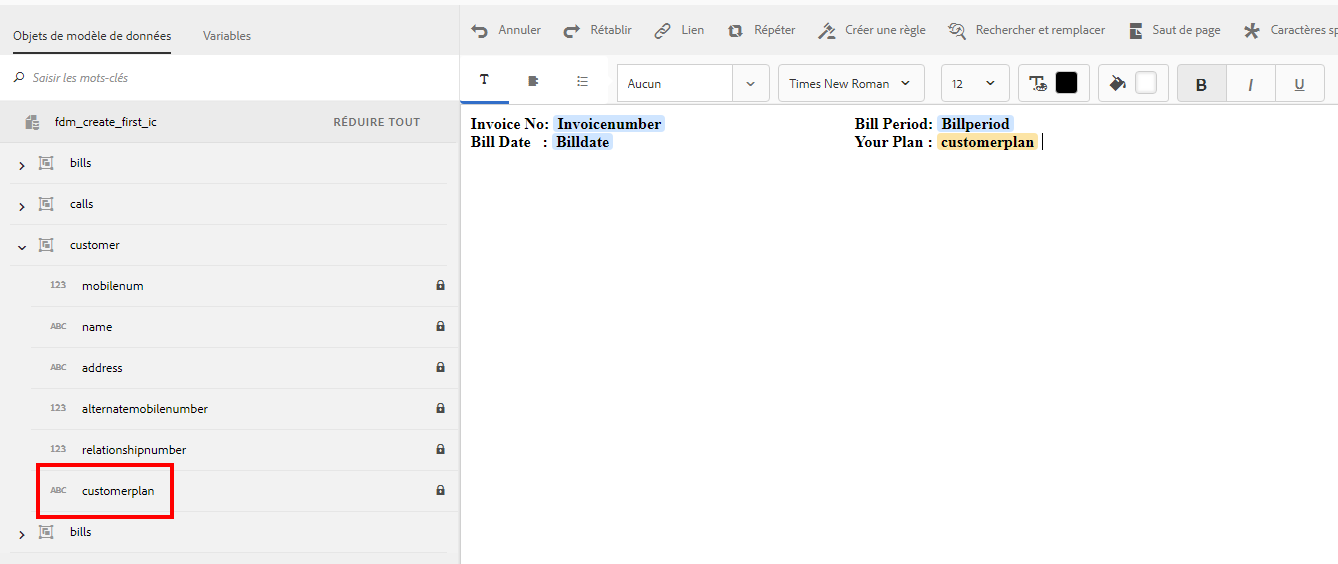 Objets de modèle de données Variables
Annuler Rétablir Lien Répéter Créer une règle Rechercher et remplacer Saut de page Caractères sp
Saisir les mots-clés
T Aucun Times New Roman 12 T B I U
fdm_create_first_ic RÉDUIRE TOUT
Invoice No: Invoicenumber Bill Period: Billperiod
Bill Date : Billdate Your Plan : customerplan
bills
calls
customer
123 mobilenum
ABC name
ABC address
123 alternatemobilenumber
123 relationshipnumber
ABC customerplan
bills